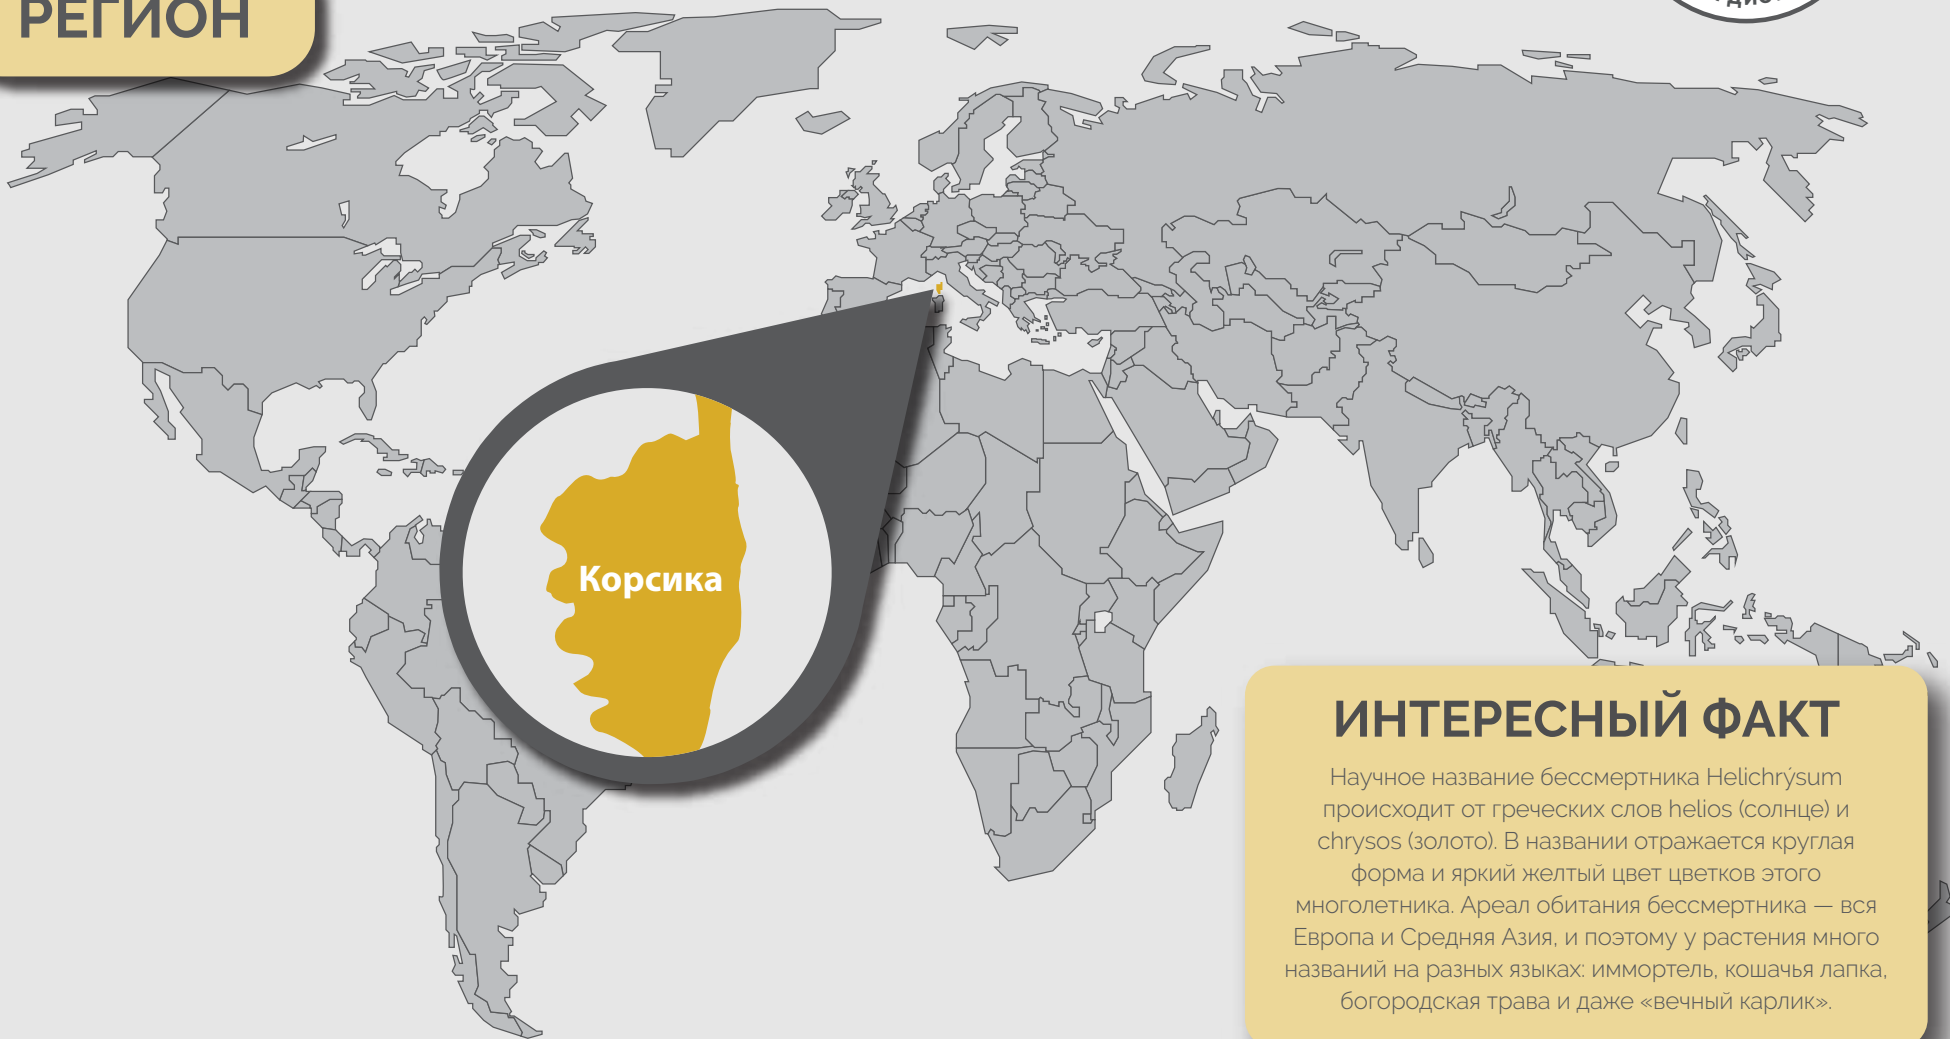 РЕГИОН
Корсика
ИНТЕРЕСНЫЙ ФАКТ
Научное название бессмертника Helichrýsum
происходит от греческих слов helios (солнце) и
chrysos (золото). В названии отражается круглая
форма и яркий желтый цвет цветков этого
многолетника. Ареал обитания бессмертника — вся
Европа и Средняя Азия, и поэтому у растения много
названий на разных языках: иммортель, кошачья лапка,
богородская трава и даже «вечный карлик».